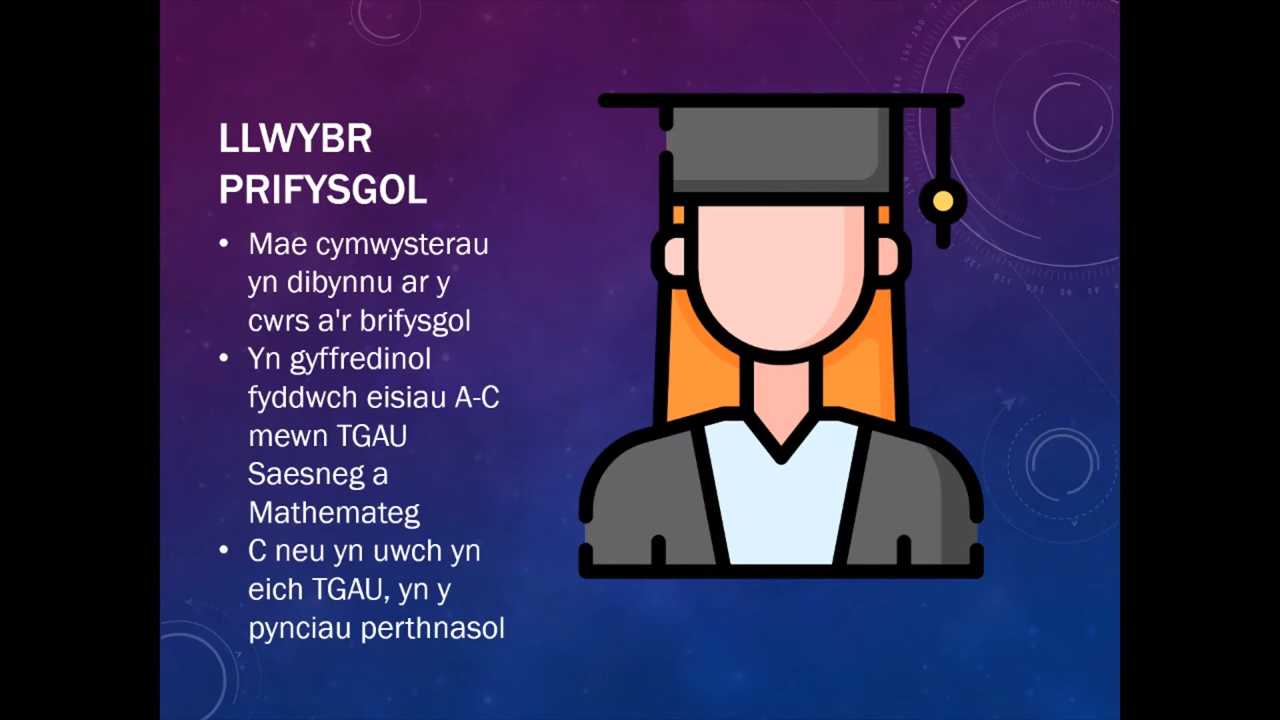 LLWYBR
PRIFYSGOL
• Mae cymwysterau
yn dibynnu ar y
cwrs a'r brifysgol
• Yn gyffredinol
fyddwch eisiau A-C
mewn TGAU
Saesneg a
Mathemateg
• C neu yn uwch yn
eich TGAU, yn y
pynciau perthnasol